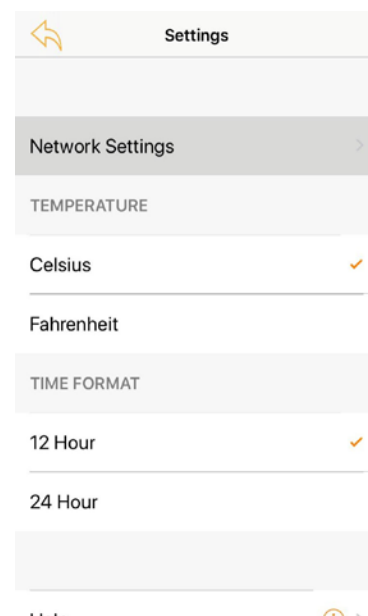 Settings
Network Settings
TEMPERATURE
Celsius
Fahrenheit
TIME FORMAT
12 Hour
24 Hour